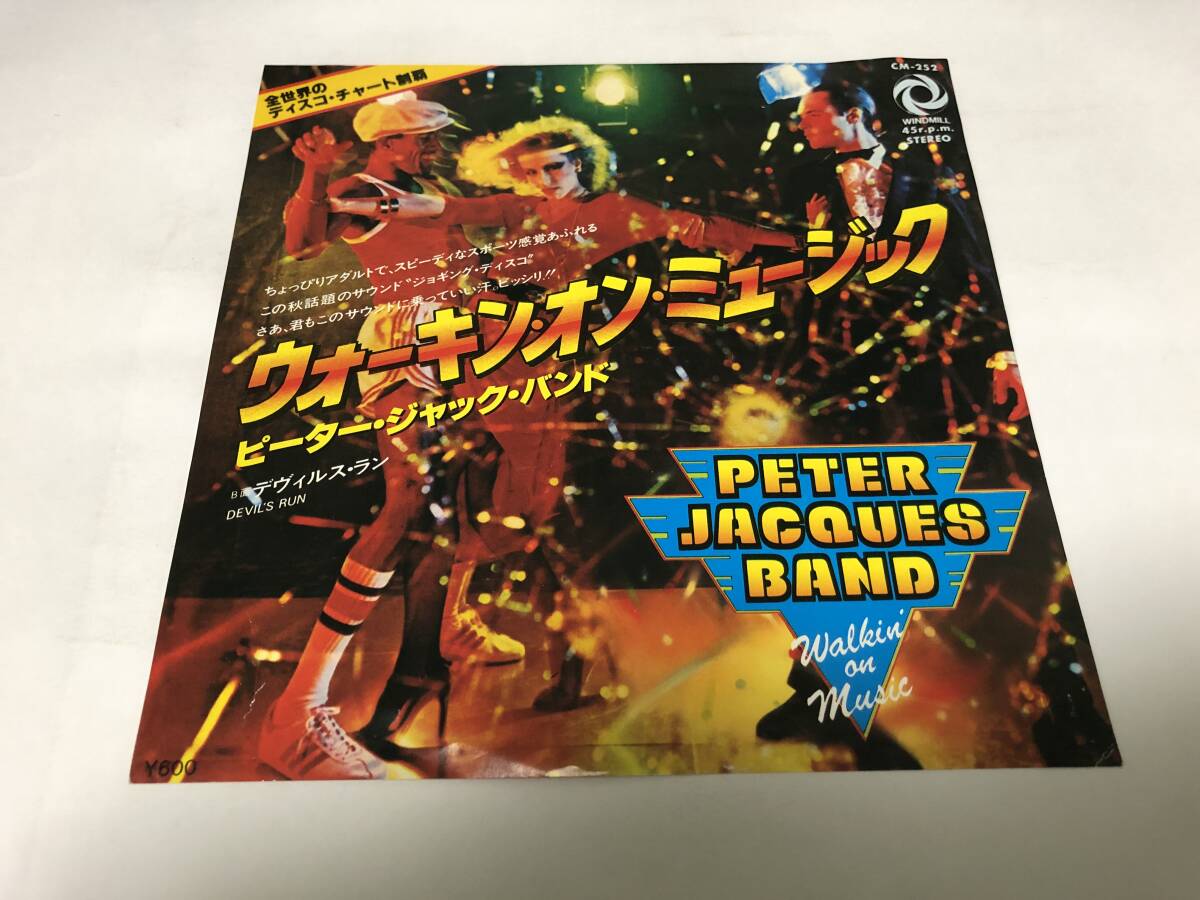 全世界の
ディスコ・チャート制覇
CM-252
WINDMILL
45r.p.m.
STEREO
ちょっぴりアダルトで、スピーディなスポーツ感覚あふれる
この秋話題のサウンド“ジョギング・ディスコ”
さあ、君もこのサウンドに乗っていい汗、ビッシリ!!
ウォーキン・オン・ミュージック
ピーター・ジャック・バンド
B面 デヴィルス・ラン
DEVIL'S RUN
PETER
JACQUES
BAND
Walkin'
on
Music
¥600